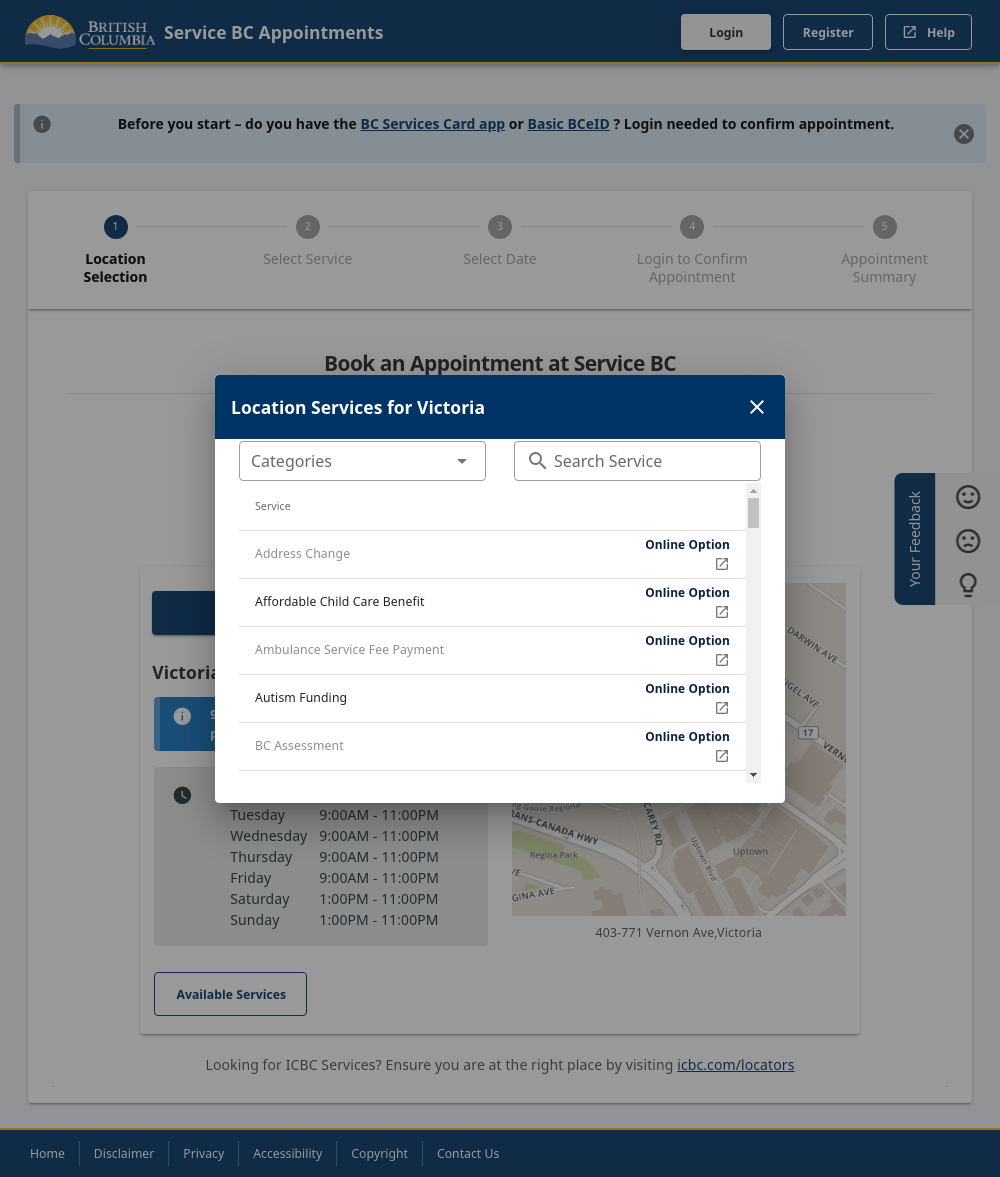 BRITISH
COLUMBIA
Service BC Appointments
Login
Register
Help
Before you start – do you have the BC Services Card app or Basic BCeID ? Login needed to confirm appointment.
1
2
3
4
5
Location
Selection
Select Service
Select Date
Login to Confirm
Appointment
Appointment
Summary
Book an Appointment at Service BC
Location Services for Victoria
Categories
Search Service
Service
Address Change
Online Option
Affordable Child Care Benefit
Online Option
Ambulance Service Fee Payment
Online Option
Autism Funding
Online Option
BC Assessment
Online Option
Your Feedback
Victoria
DARWIN AVE
17
Tuesday 9:00AM - 11:00PM
Wednesday 9:00AM - 11:00PM
Thursday 9:00AM - 11:00PM
Friday 9:00AM - 11:00PM
Saturday 1:00PM - 11:00PM
Sunday 1:00PM - 11:00PM
Goose Regional
ANS-CANADA HWY
CAREY RD
Uptown Blvd
Uptown
Regina Park
GINA AVE
403-771 Vernon Ave,Victoria
Available Services
Looking for ICBC Services? Ensure you are at the right place by visiting icbc.com/locators
Home
Disclaimer
Privacy
Accessibility
Copyright
Contact Us